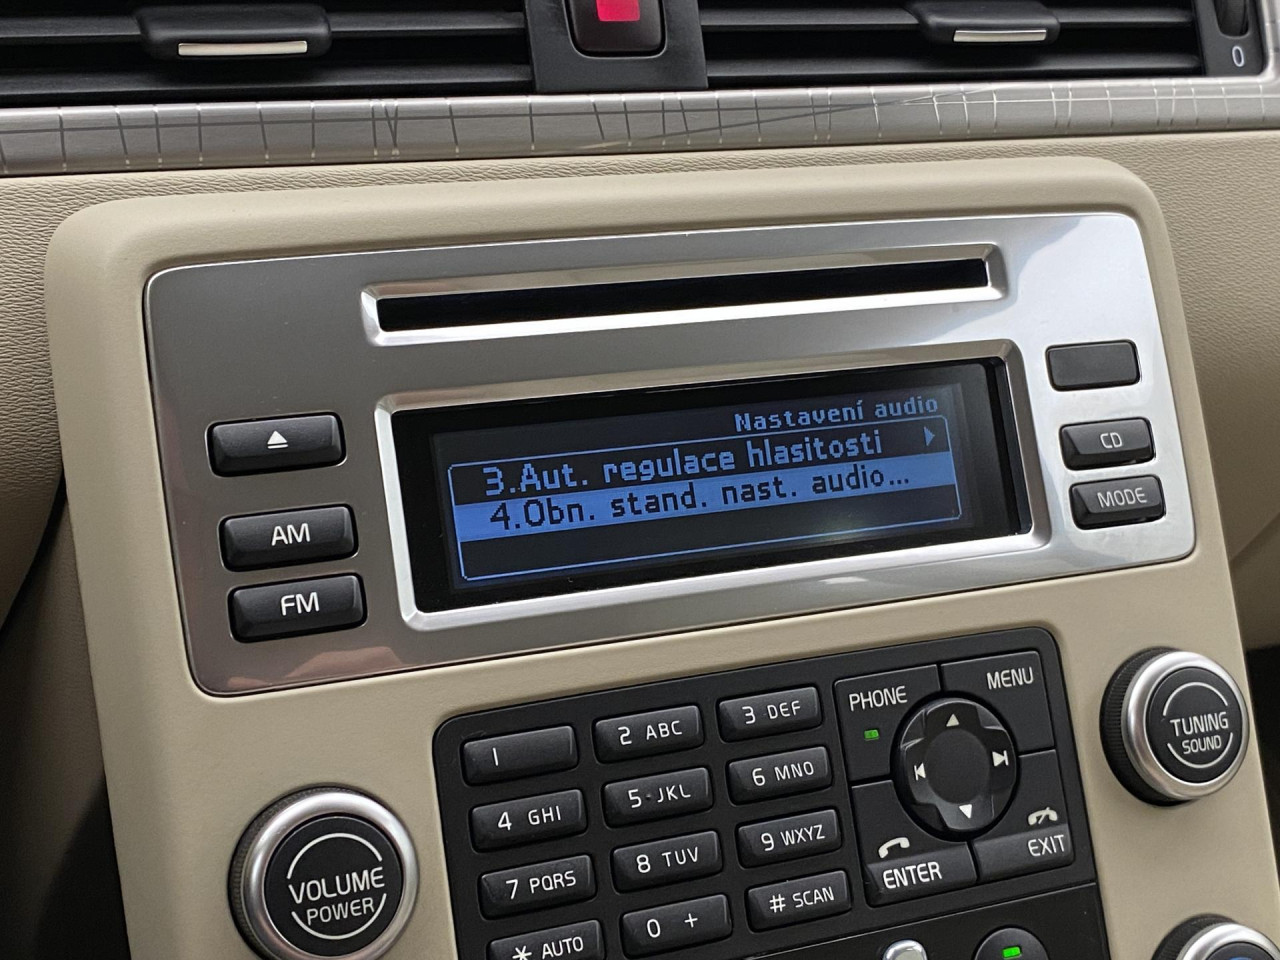 0
Nastavení audio
3.Aut. regulace hlasitosti
4.Obn. stand. nast. audio...
CD
MODE
AM
FM
1
2 ABC
3 DEF
4 GHI
5 JKL
6 MNO
7 PQRS
8 TUV
9 WXYZ
* AUTO
0 +
# SCAN
PHONE
MENU
ENTER
EXIT
VOLUME
POWER
TUNING
SOUND